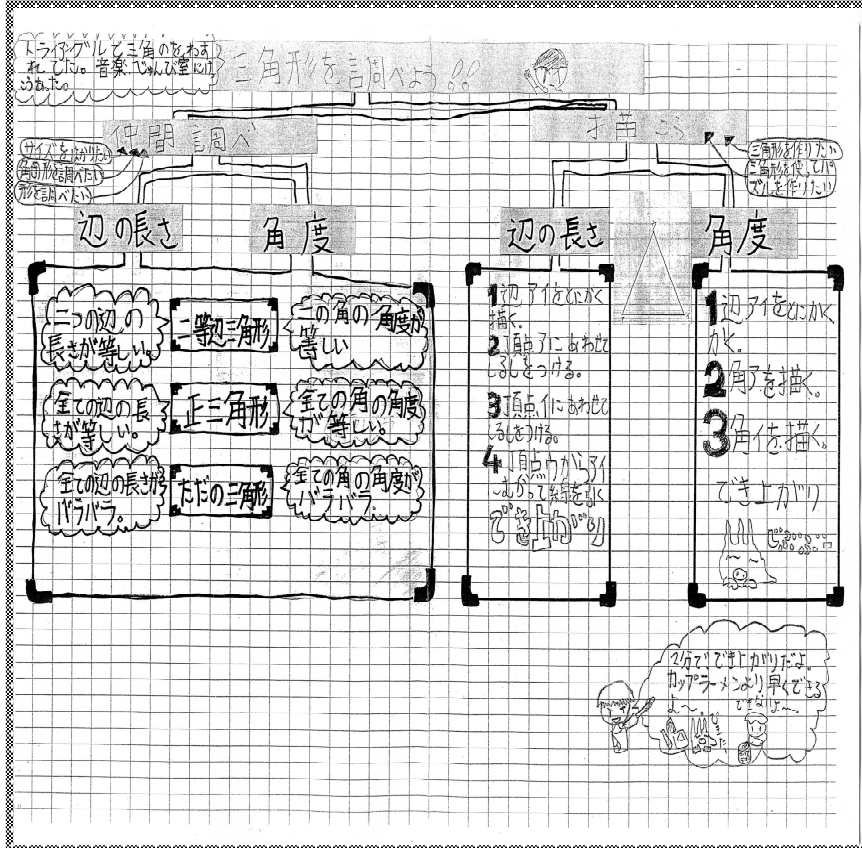 トライアングルで三角のをわす
れてた。音楽じゅんび室にけ
三角形を調べよう!!
仲間調べ
描こう
サイズをはかりたい
角形を調べたい
形を調べたい
三角形を作りたい
三角形を使ってパ
ズルを作りたい
辺の長さ
角度
二つの辺の
長さが等しい。
二等辺三角形
二の角の角度が
等しい
全ての辺の長
さが等しい。
正三角形
全ての角の角度
が等しい。
全ての辺の長さが
バラバラ。
ただの三角形
全ての角の角度が
バラバラ。
辺の長さ
1 辺アイをとにかく
描く。
2 頂点アにあわせて
しるしをつける。
3 頂点イにあわせて
しるしをつける。
4 頂点ウからアイ
にむかって線を引く
でき上がり
角度
1 辺アイをとにかく
かく。
2 角アを描く。
3 角イを描く。
でき上がり
2分ででき上がりだよ。
カップラーメンより早くできる
よ〜。
できないよ〜。
できた!